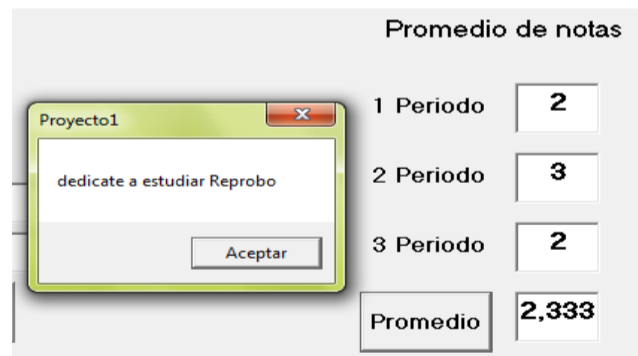 Promedio de notas
Proyecto1
dedicate a estudiar Reprobo
Aceptar
1 Periodo 2
2 Periodo 3
3 Periodo 2
Promedio 2,333